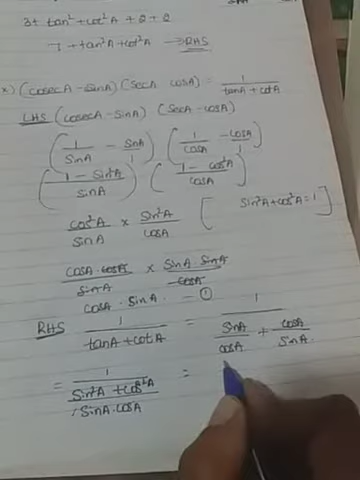 3+ tan²+cot²A + 2 + 2
7 + tan²A + cot²A → RHS
x) (cosecA - sinA) (SecA cosA) = 1 / tanA + cotA
LHS (cosecA - sinA) (SecA - cosA)
(1/SinA - SinA/1) (1/cosA - cosA/1)
(1 - Sin²A / sinA) (1 - cos²A / cosA)
cos²A / sinA × Sin²A / cosA [ Sin²A + cos²A = 1 ]
cosA . cosA / sinA × SinA SinA / cosA
cosA . SinA. - ①
RHS 1 / tanA + cotA = 1 / SinA/cosA + cosA/SinA.
= 1 / Sin²A + cos²A / SinA. cosA =